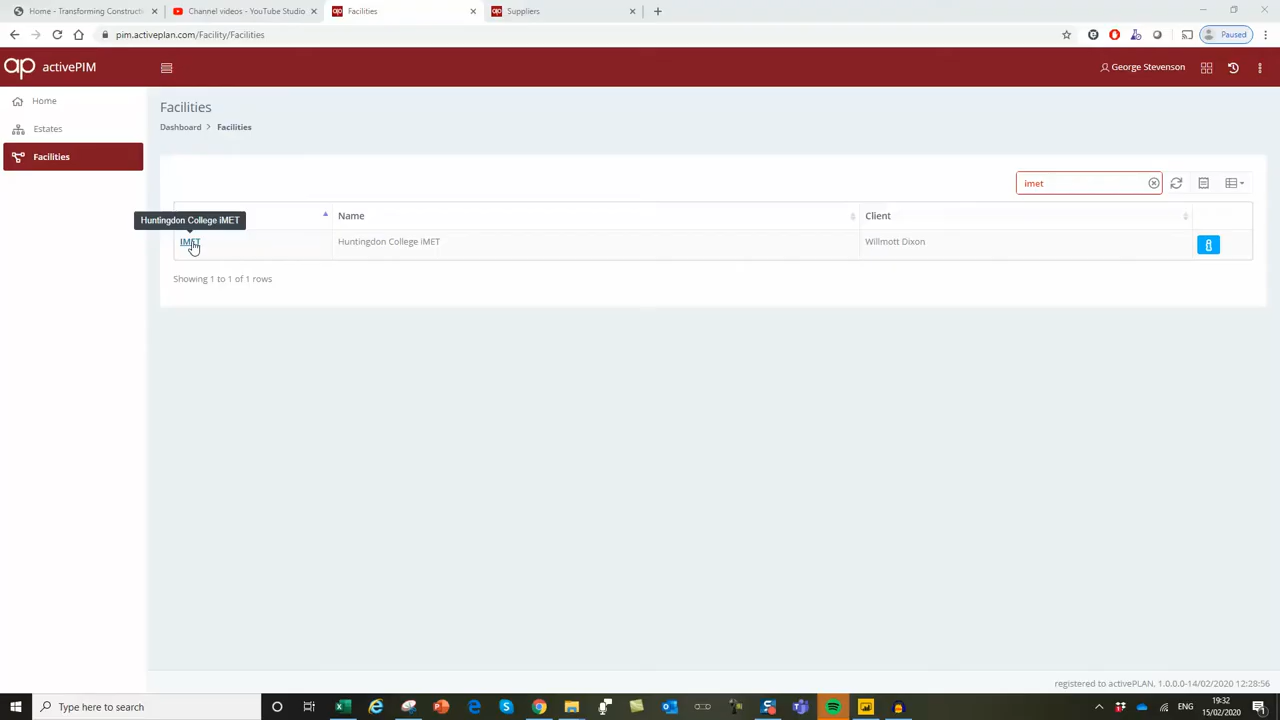 Home - Transforming Constructi
Channel videos - YouTube Studio
Facilities
Suppliers
pim.activeplan.com/Facility/Facilities
Paused
activePIM
George Stevenson
Home
Estates
Facilities
Facilities
Dashboard > Facilities
imet
Huntingdon College iMET
Name
Client
IMET
Huntingdon College iMET
Willmott Dixon
Showing 1 to 1 of 1 rows
registered to activePLAN, 1.0.0.0-14/02/2020 12:28:56
Type here to search
ENG
19:32
15/02/2020